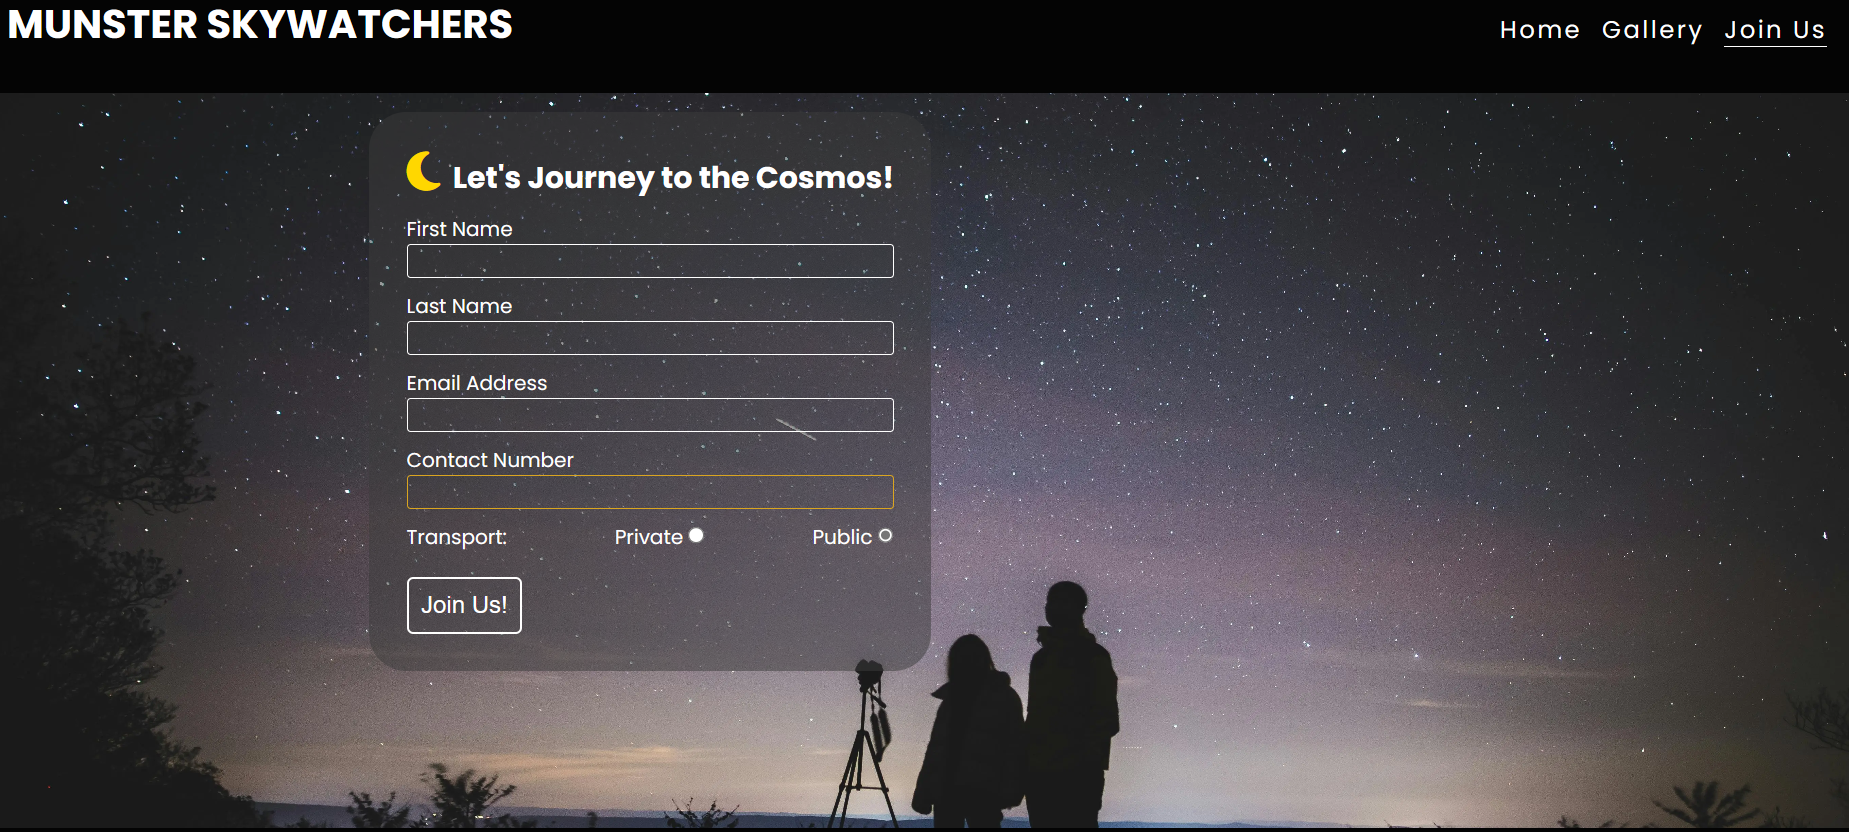 MUNSTER SKYWATCHERS
Home Gallery Join Us
Let's Journey to the Cosmos!
First Name
Last Name
Email Address
Contact Number
Transport: Private Public
Join Us!